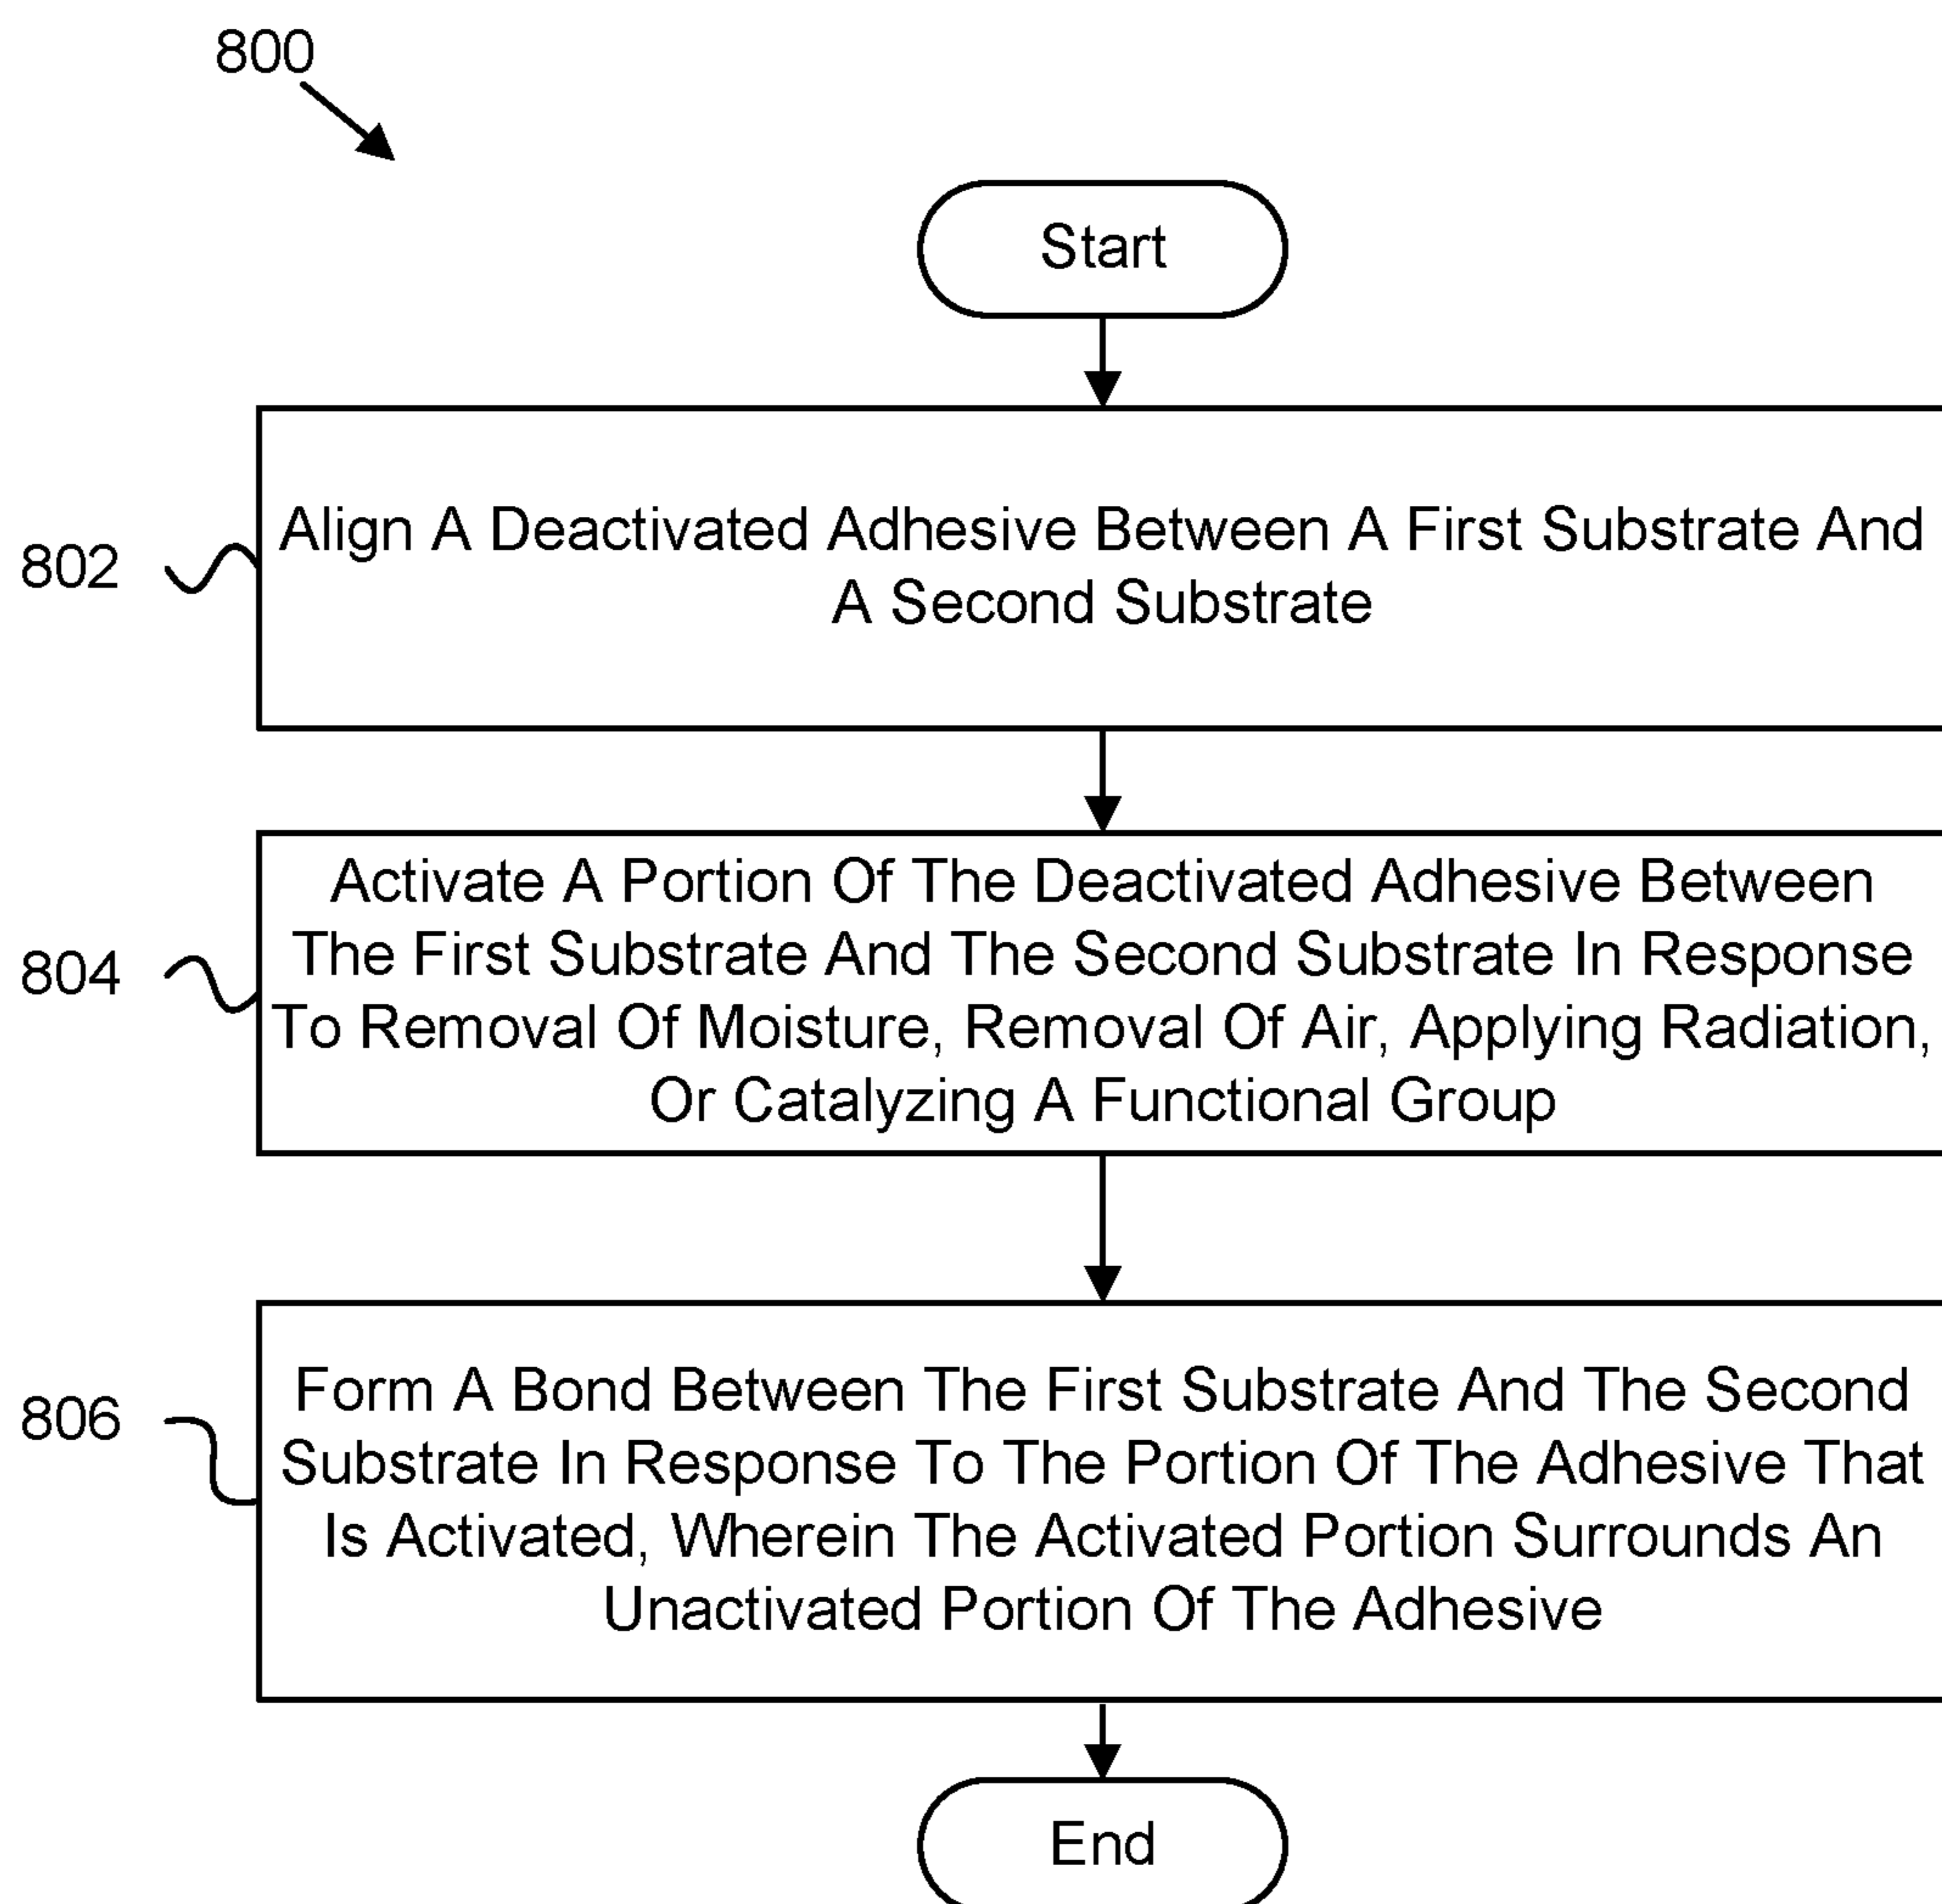 800
Start
802
Align A Deactivated Adhesive Between A First Substrate And
A Second Substrate
804
Activate A Portion Of The Deactivated Adhesive Between
The First Substrate And The Second Substrate In Response
To Removal Of Moisture, Removal Of Air, Applying Radiation,
Or Catalyzing A Functional Group
806
Form A Bond Between The First Substrate And The Second
Substrate In Response To The Portion Of The Adhesive That
Is Activated, Wherein The Activated Portion Surrounds An
Unactivated Portion Of The Adhesive
End